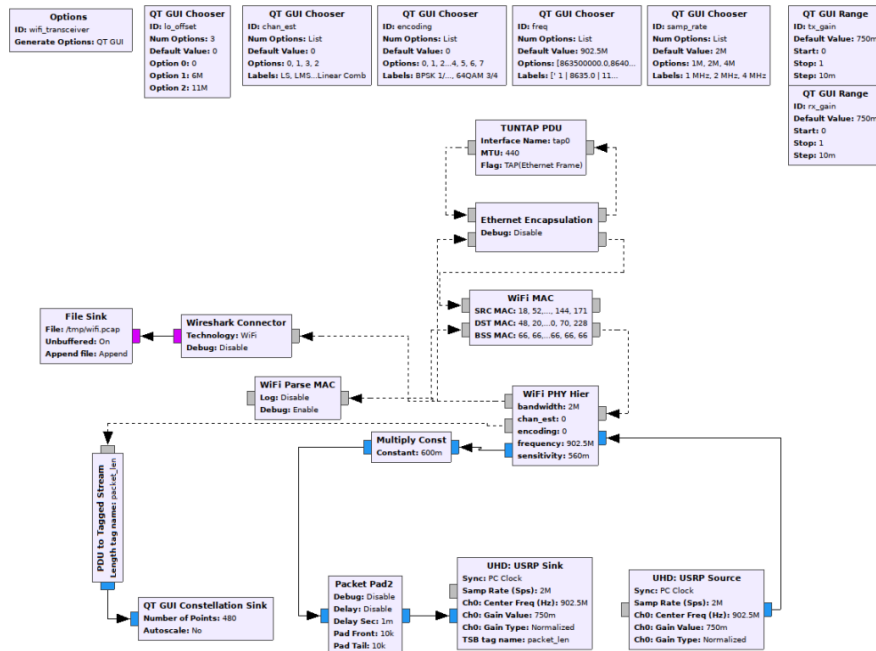 Options
ID: wifi_transceiver
Generate Options: QT GUI
QT GUI Chooser
ID: lo_offset
Num Options: 3
Default Value: 0
Option 0: 0
Option 1: 6M
Option 2: 11M
QT GUI Chooser
ID: chan_est
Num Options: List
Default Value: 0
Options: 0, 1, 3, 2
Labels: LS, LMS...Linear Comb
QT GUI Chooser
ID: encoding
Num Options: List
Default Value: 0
Options: 0, 1, 2...4, 5, 6, 7
Labels: BPSK 1/..., 64QAM 3/4
QT GUI Chooser
ID: freq
Num Options: List
Default Value: 902.5M
Options: [863500000.0,8640...
Labels: [' 1 | 8635.0 | 11...
QT GUI Chooser
ID: samp_rate
Num Options: List
Default Value: 2M
Options: 1M, 2M, 4M
Labels: 1 MHz, 2 MHz, 4 MHz
QT GUI Range
ID: tx_gain
Default Value: 750m
Start: 0
Stop: 1
Step: 10m
QT GUI Range
ID: rx_gain
Default Value: 750m
Start: 0
Stop: 1
Step: 10m
TUNTAP PDU
Interface Name: tap0
MTU: 440
Flag: TAP(Ethernet Frame)
Ethernet Encapsulation
Debug: Disable
WiFi MAC
SRC MAC: 18, 52,..., 144, 171
DST MAC: 48, 20,...0, 70, 228
BSS MAC: 66, 66,...66, 66, 66
File Sink
File: /tmp/wifi.pcap
Unbuffered: On
Append file: Append
Wireshark Connector
Technology: WiFi
Debug: Disable
WiFi Parse MAC
Log: Disable
Debug: Enable
WiFi PHY Hier
bandwidth: 2M
chan_est: 0
encoding: 0
frequency: 902.5M
sensitivity: 560m
Multiply Const
Constant: 600m
PDU to Tagged Stream
Length tag name: packet_len
QT GUI Constellation Sink
Number of Points: 480
Autoscale: No
Packet Pad2
Debug: Disable
Delay: Disable
Delay Sec: 1m
Pad Front: 10k
Pad Tail: 10k
UHD: USRP Sink
Sync: PC Clock
Samp Rate (Sps): 2M
Ch0: Center Freq (Hz): 902.5M
Ch0: Gain Value: 750m
Ch0: Gain Type: Normalized
TSB tag name: packet_len
UHD: USRP Source
Sync: PC Clock
Samp Rate (Sps): 2M
Ch0: Center Freq (Hz): 902.5M
Ch0: Gain Value: 750m
Ch0: Gain Type: Normalized